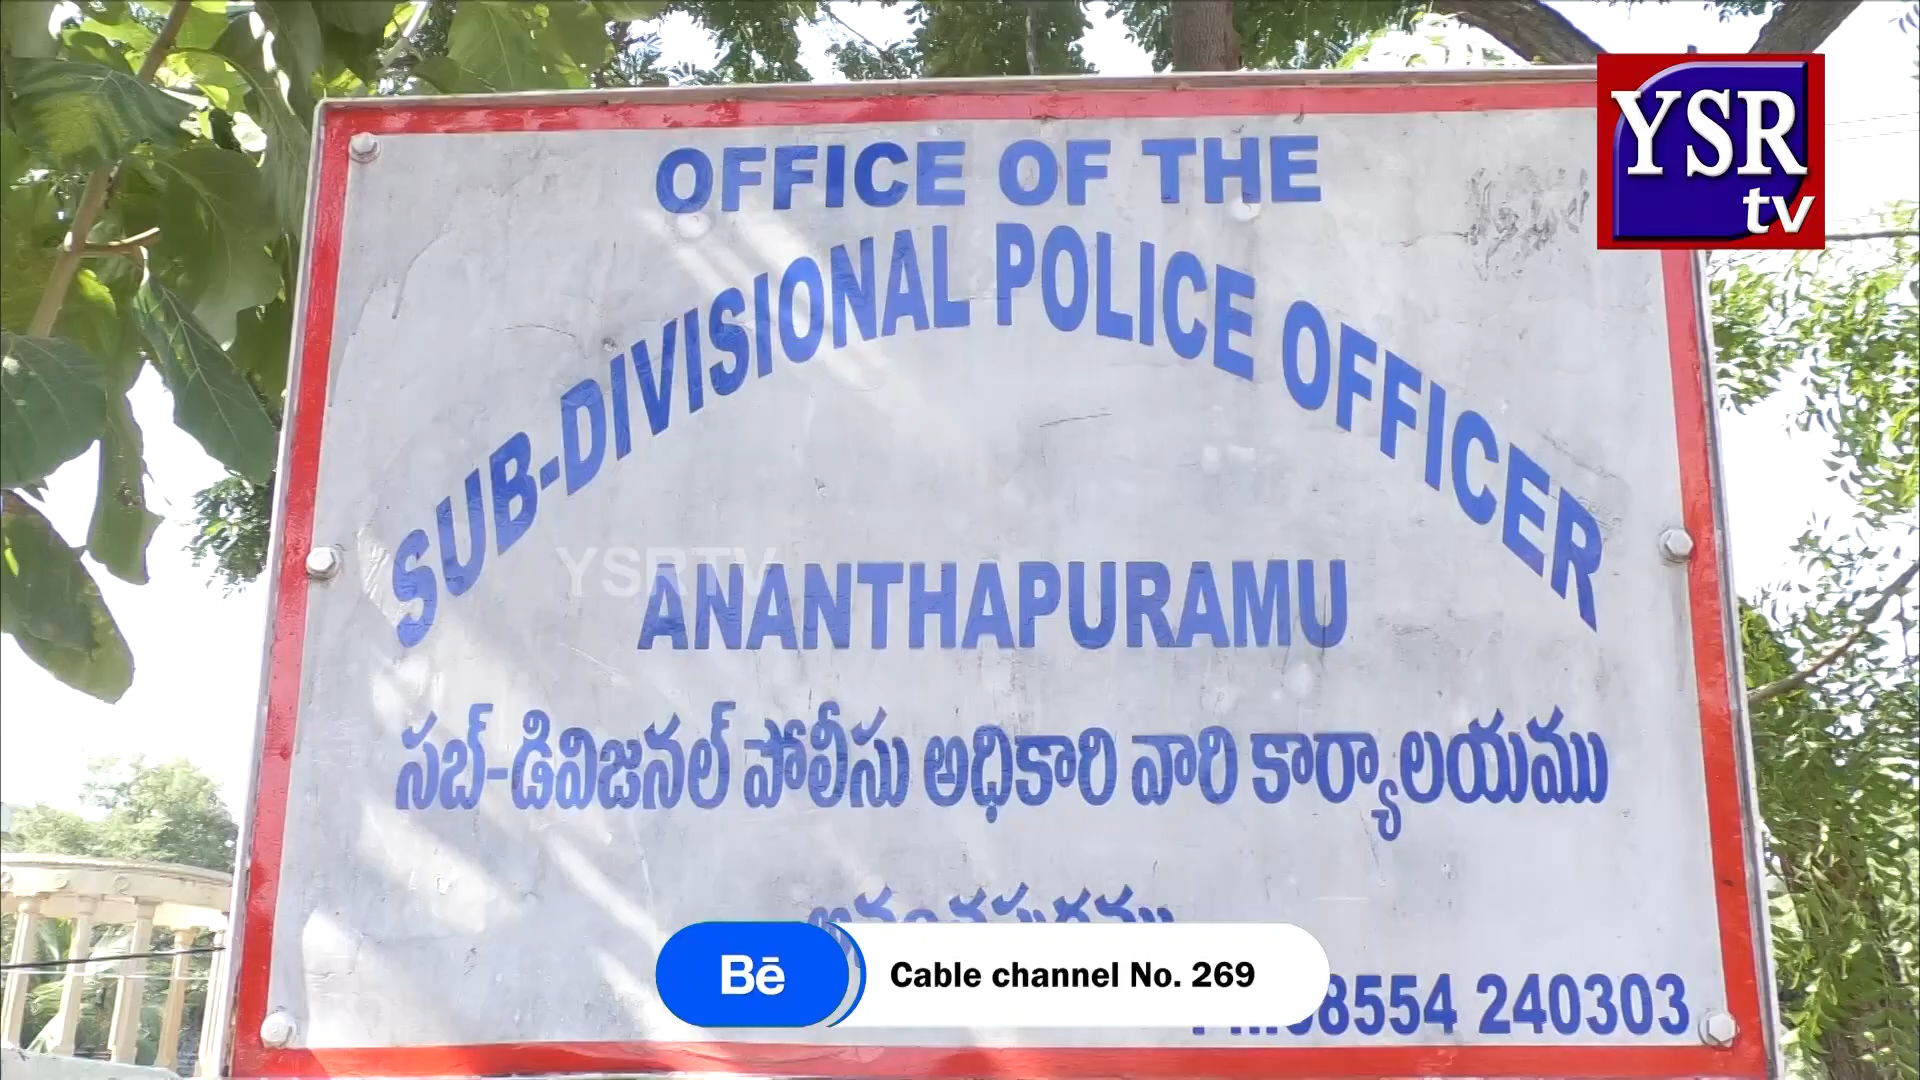 OFFICE OF THE
SUB-DIVISIONAL POLICE OFFICER
ANANTHAPURAMU
సబ్-డివిజనల్ పోలీసు అధికారి వారి కార్యాలయము
8554 240303
YSR
tv
YSRTV
Bē
Cable channel No. 269